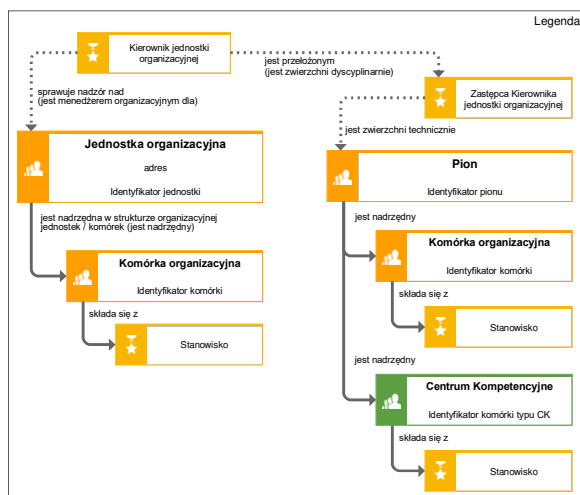 Legenda
Kierownik jednostki
organizacyjnej
jest przełożonym
(jest zwierzchni dyscyplinarnie)
sprawuje nadzór nad
(jest menedżerem organizacyjnym dla)
Zastępca Kierownika
jednostki organizacyjnej
jest zwierzchni technicznie
Jednostka organizacyjna
adres
Identyfikator jednostki
Pion
Identyfikator pionu
jest nadrzędna w strukturze organizacyjnej
jednostek / komórek (jest nadrzędny)
jest nadrzędny
Komórka organizacyjna
Identyfikator komórki
Komórka organizacyjna
Identyfikator komórki
składa się z
składa się z
Stanowisko
Stanowisko
jest nadrzędny
Centrum Kompetencyjne
Identyfikator komórki typu CK
składa się z
Stanowisko